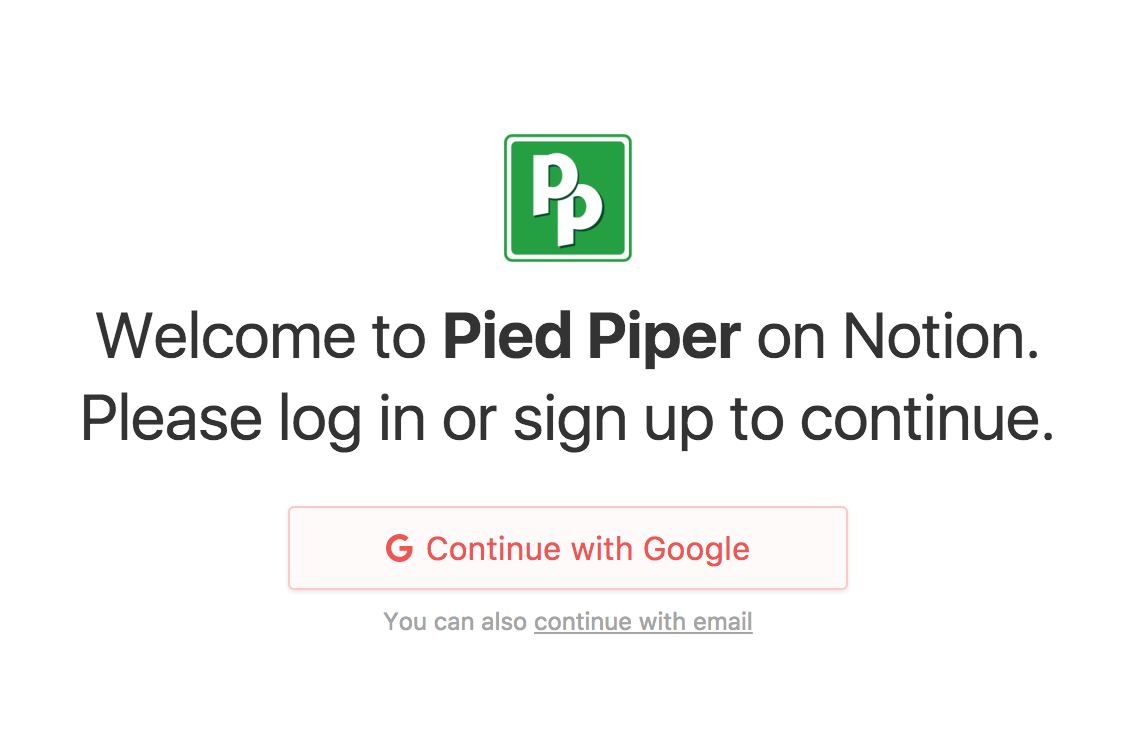 pp
Welcome to Pied Piper on Notion.
Please log in or sign up to continue.
G Continue with Google
You can also continue with email